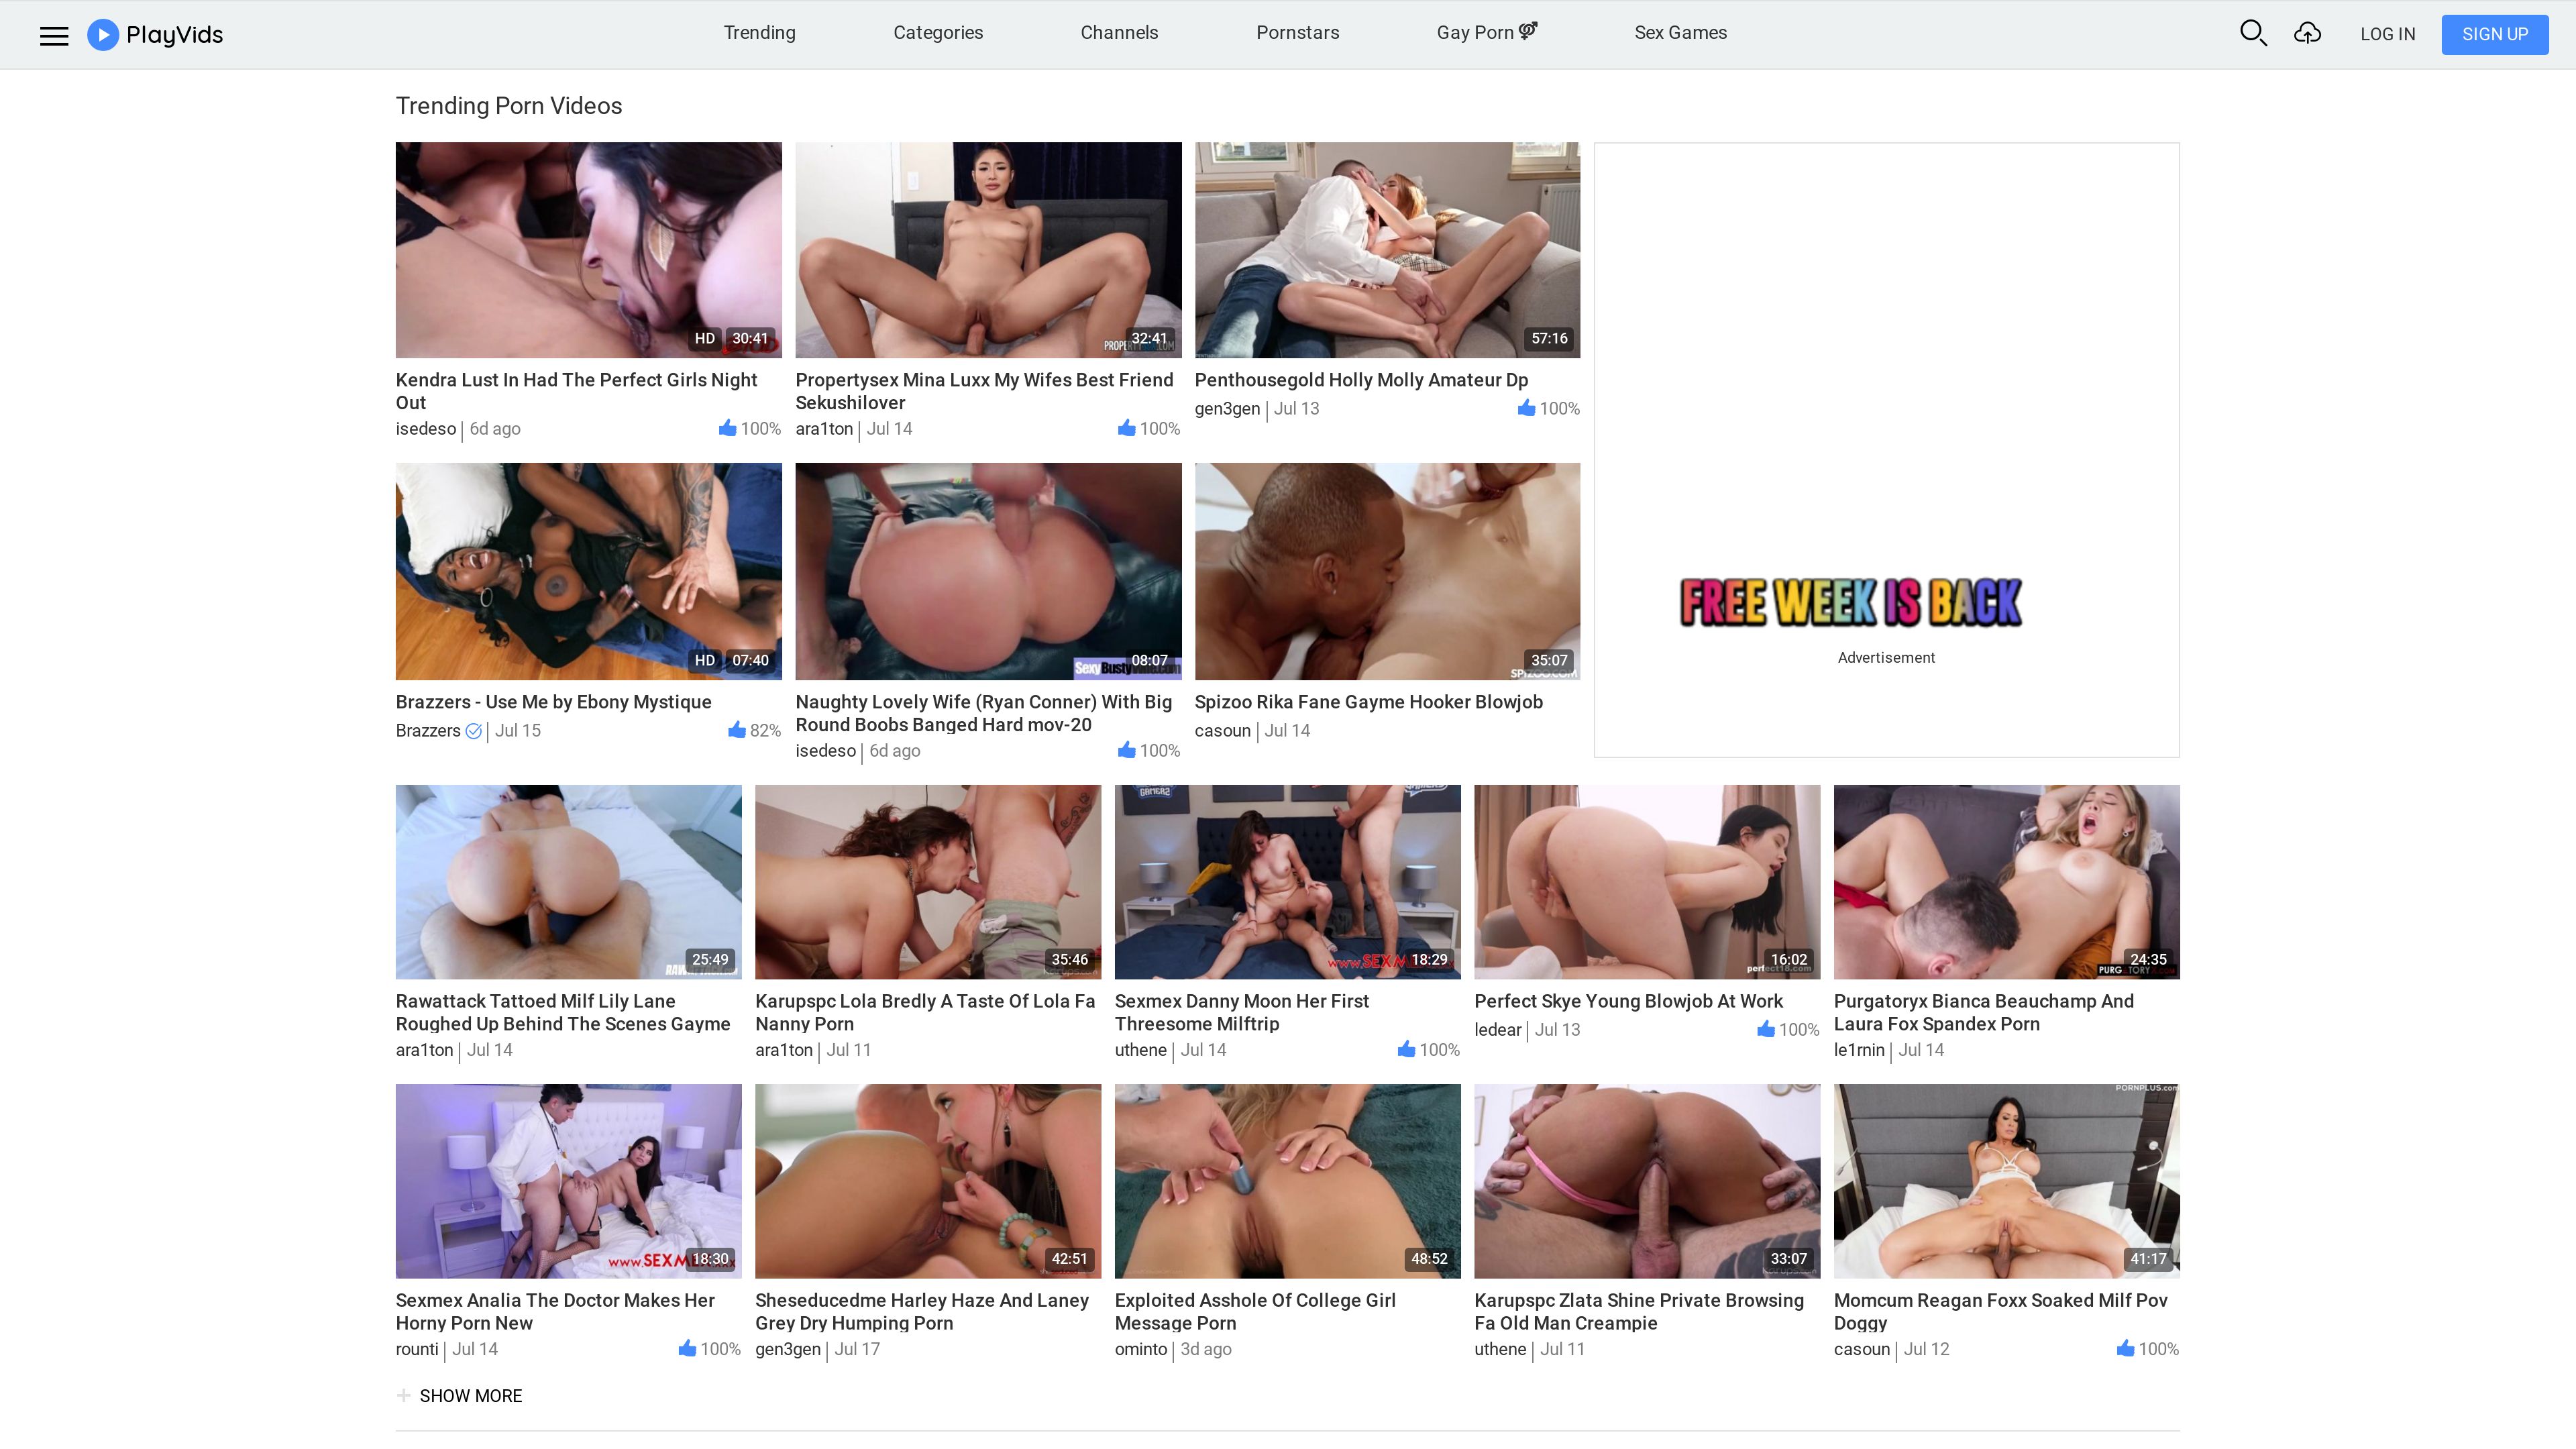 PlayVids
Trending
Categories
Channels
Pornstars
Gay Porn
Sex Games
LOG IN
SIGN UP
Trending Porn Videos
HD 30:41
32:41
57:16
Kendra Lust In Had The Perfect Girls Night
Out
isedeso | 6d ago
100%
Propertysex Mina Luxx My Wifes Best Friend
Sekushilover
ara1ton | Jul 14
100%
Penthousegold Holly Molly Amateur Dp
gen3gen | Jul 13
100%
FREE WEEK IS BACK
Advertisement
HD 07:40
08:07
35:07
Brazzers - Use Me by Ebony Mystique
Brazzers | Jul 15
82%
Naughty Lovely Wife (Ryan Conner) With Big
Round Boobs Banged Hard mov-20
isedeso | 6d ago
100%
Spizoo Rika Fane Gayme Hooker Blowjob
casoun | Jul 14
25:49
35:46
18:29
perfect18.com
16:02
24:35
Rawattack Tattoed Milf Lily Lane
Roughed Up Behind The Scenes Gayme
ara1ton | Jul 14
Karupspc Lola Bredly A Taste Of Lola Fa
Nanny Porn
ara1ton | Jul 11
Sexmex Danny Moon Her First
Threesome Milftrip
uthene | Jul 14
100%
Perfect Skye Young Blowjob At Work
ledear | Jul 13
100%
Purgatoryx Bianca Beauchamp And
Laura Fox Spandex Porn
le1rnin | Jul 14
PORNPLUS.com
18:30
42:51
48:52
33:07
41:17
Sexmex Analia The Doctor Makes Her
Horny Porn New
rounti | Jul 14
100%
Sheseducedme Harley Haze And Laney
Grey Dry Humping Porn
gen3gen | Jul 17
Exploited Asshole Of College Girl
Message Porn
ominto | 3d ago
Karupspc Zlata Shine Private Browsing
Fa Old Man Creampie
uthene | Jul 11
Momcum Reagan Foxx Soaked Milf Pov
Doggy
casoun | Jul 12
100%
+ SHOW MORE